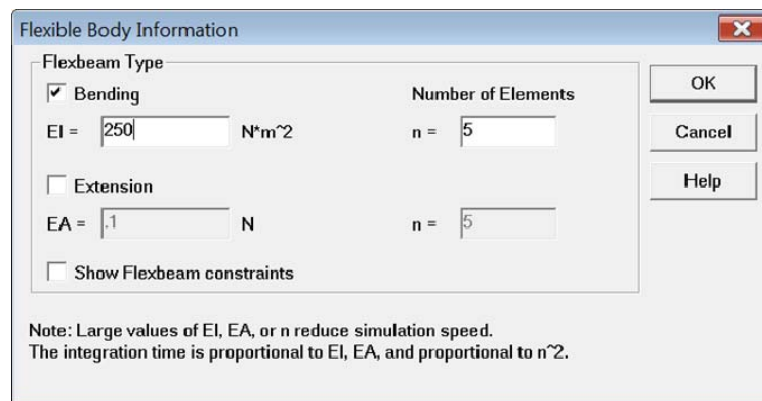 Flexible Body Information
Flexbeam Type
Bending
Number of Elements
EI = 250 N*m^2 n = 5
Extension
EA = .1 N n = 5
Show Flexbeam constraints
OK
Cancel
Help
Note: Large values of EI, EA, or n reduce simulation speed.
The integration time is proportional to EI, EA, and proportional to n^2.